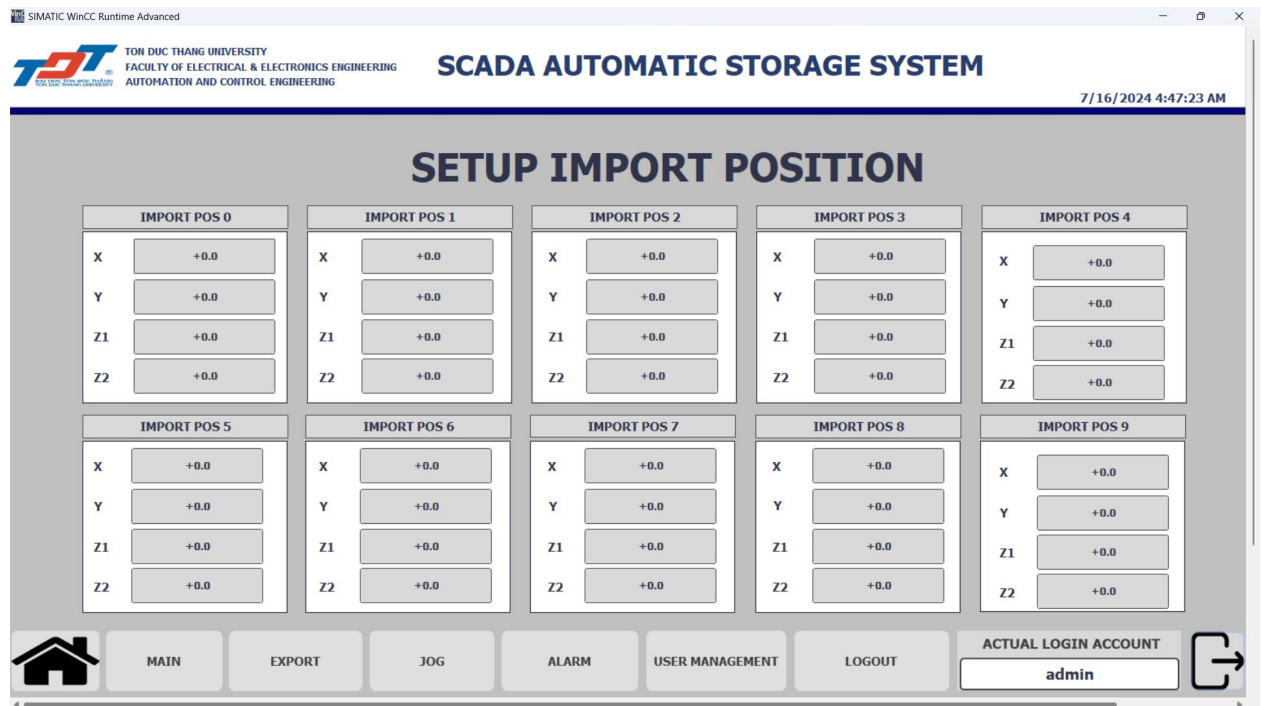 SIMATIC WinCC Runtime Advanced
TON DUC THANG UNIVERSITY
FACULTY OF ELECTRICAL & ELECTRONICS ENGINEERING
AUTOMATION AND CONTROL ENGINEERING
ĐẠI HỌC TÔN ĐỨC THẮNG
TON DUC THANG UNIVERSITY
SCADA AUTOMATIC STORAGE SYSTEM
7/16/2024 4:47:23 AM
SETUP IMPORT POSITION
IMPORT POS 0 IMPORT POS 1 IMPORT POS 2 IMPORT POS 3 IMPORT POS 4
X +0.0 X +0.0 X +0.0 X +0.0 X +0.0
Y +0.0 Y +0.0 Y +0.0 Y +0.0 Y +0.0
Z1 +0.0 Z1 +0.0 Z1 +0.0 Z1 +0.0 Z1 +0.0
Z2 +0.0 Z2 +0.0 Z2 +0.0 Z2 +0.0 Z2 +0.0
IMPORT POS 5 IMPORT POS 6 IMPORT POS 7 IMPORT POS 8 IMPORT POS 9
X +0.0 X +0.0 X +0.0 X +0.0 X +0.0
Y +0.0 Y +0.0 Y +0.0 Y +0.0 Y +0.0
Z1 +0.0 Z1 +0.0 Z1 +0.0 Z1 +0.0 Z1 +0.0
Z2 +0.0 Z2 +0.0 Z2 +0.0 Z2 +0.0 Z2 +0.0
MAIN EXPORT JOG ALARM USER MANAGEMENT LOGOUT
ACTUAL LOGIN ACCOUNT
admin